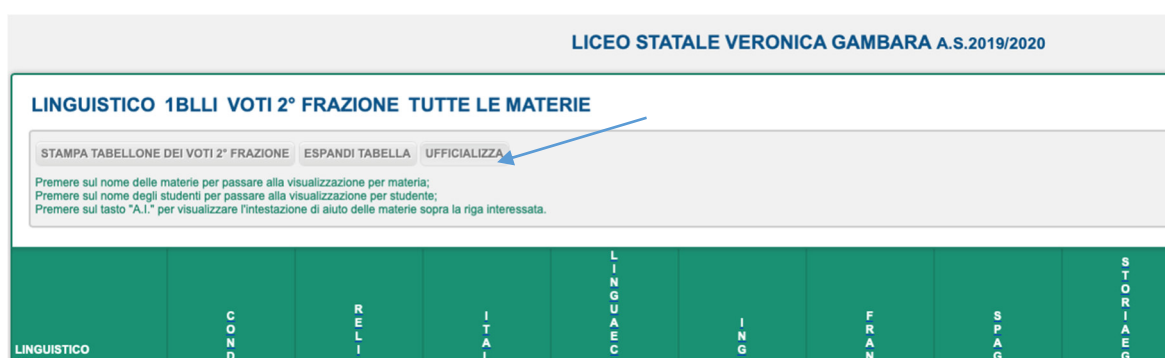 LICEO STATALE VERONICA GAMBARA A.S.2019/2020
LINGUISTICO 1BLLI VOTI 2° FRAZIONE TUTTE LE MATERIE
STAMPA TABELLONE DEI VOTI 2° FRAZIONE ESPANDI TABELLA UFFICIALIZZA
Premere sul nome delle materie per passare alla visualizzazione per materia;
Premere sul nome degli studenti per passare alla visualizzazione per studente;
Premere sul tasto "A.I." per visualizzare l'intestazione di aiuto delle materie sopra la riga interessata.
LINGUISTICO
COND
RELI
ITAL
LINGUAEC
ING
FRAN
SPAG
STORIAEG